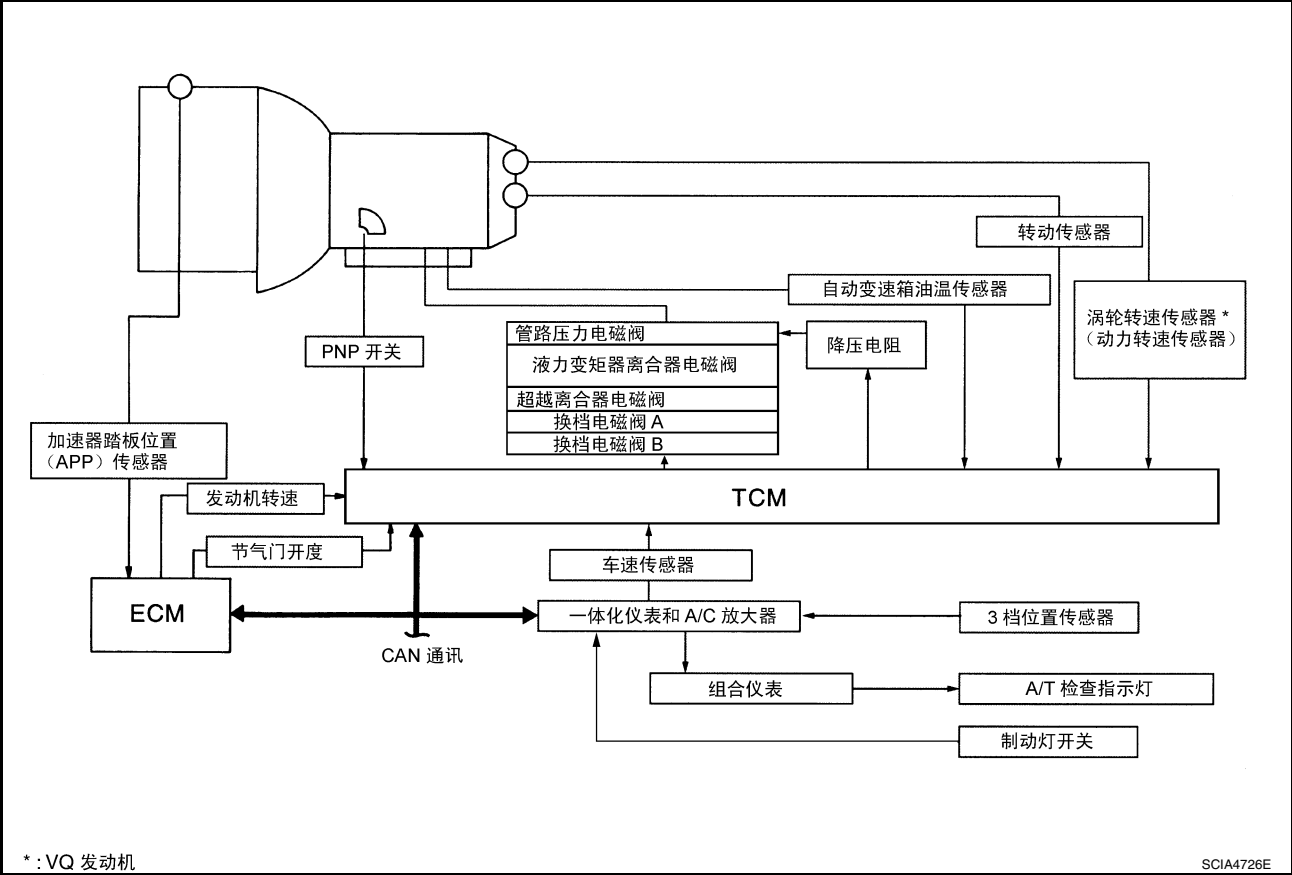 转动传感器
自动变速箱油温传感器
涡轮转速传感器 *
（动力转速传感器）
管路压力电磁阀
液力变矩器离合器电磁阀
超越离合器电磁阀
换档电磁阀 A
换档电磁阀 B
降压电阻
PNP 开关
加速器踏板位置
（APP）传感器
发动机转速
TCM
节气门开度
车速传感器
ECM
一体化仪表和 A/C 放大器
3 档位置传感器
CAN 通讯
组合仪表
A/T 检查指示灯
制动灯开关
* : VQ 发动机
SCIA4726E